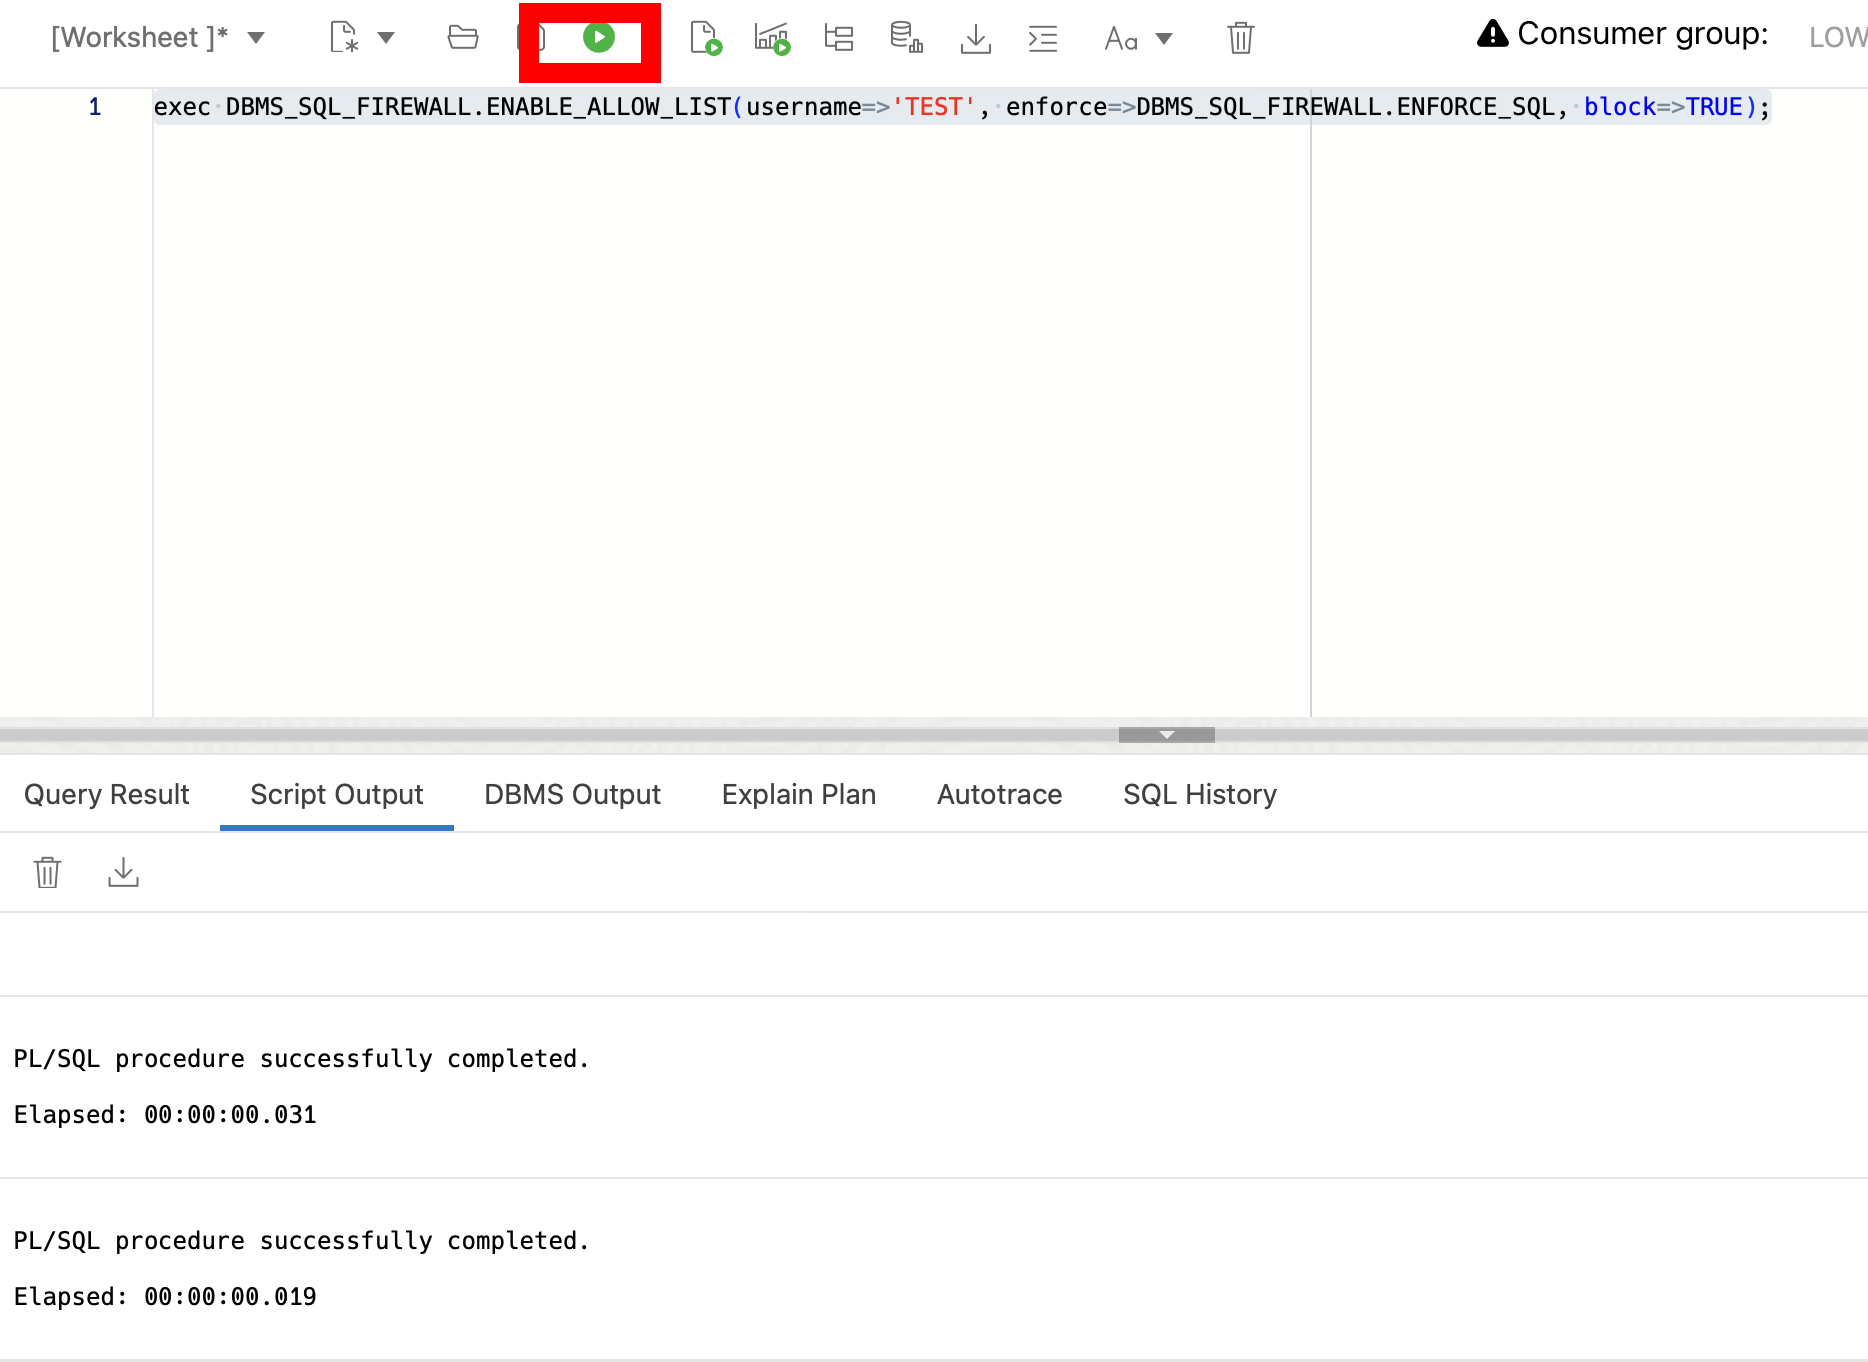 [Worksheet ]*
Aa
Consumer group: LOW
1 exec DBMS_SQL_FIREWALL.ENABLE_ALLOW_LIST(username=>'TEST', enforce=>DBMS_SQL_FIREWALL.ENFORCE_SQL, block=>TRUE);
Query Result Script Output DBMS Output Explain Plan Autotrace SQL History
PL/SQL procedure successfully completed.
Elapsed: 00:00:00.031
PL/SQL procedure successfully completed.
Elapsed: 00:00:00.019